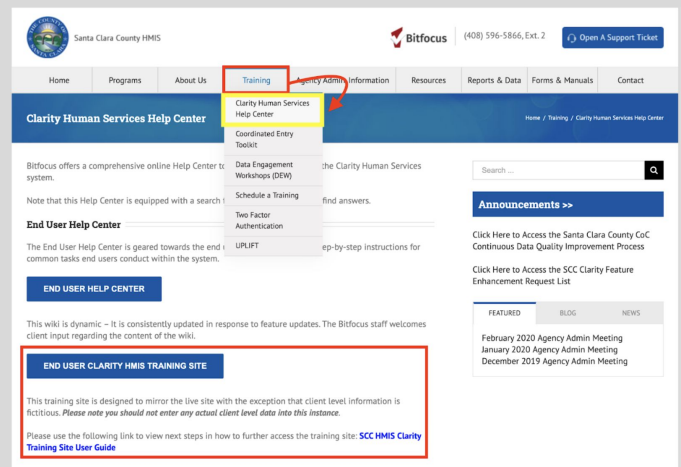 THE COUNTY OF
SANTA CLARA
Santa Clara County HMIS
Bitfocus
(408) 596-5866, Ext. 2
Open A Support Ticket
Home
Programs
About Us
Training
Agency Admin Information
Resources
Reports & Data
Forms & Manuals
Contact
Clarity Human Services Help Center
Home / Training / Clarity Human Services Help Center
Clarity Human Services
Help Center
Coordinated Entry
Toolkit
Data Engagement
Workshops (DEW)
Schedule a Training
Two Factor
Authentication
UPLIFT
Bitfocus offers a comprehensive online Help Center to the Clarity Human Services
system.
Note that this Help Center is equipped with a search find answers.
End User Help Center
The End User Help Center is geared towards the end step-by-step instructions for
common tasks end users conduct within the system.
END USER HELP CENTER
This wiki is dynamic – It is consistently updated in response to feature updates. The Bitfocus staff welcomes
client input regarding the content of the wiki.
END USER CLARITY HMIS TRAINING SITE
This training site is designed to mirror the live site with the exception that client level information is
fictitious. Please note you should not enter any actual client level data into this instance.
Please use the following link to view next steps in how to further access the training site: SCC HMIS Clarity
Training Site User Guide
Search ...
Announcements >>
Click Here to Access the Santa Clara County CoC
Continuous Data Quality Improvement Process
Click Here to Access the SCC Clarity Feature
Enhancement Request List
FEATURED
BLOG
NEWS
February 2020 Agency Admin Meeting
January 2020 Agency Admin Meeting
December 2019 Agency Admin Meeting